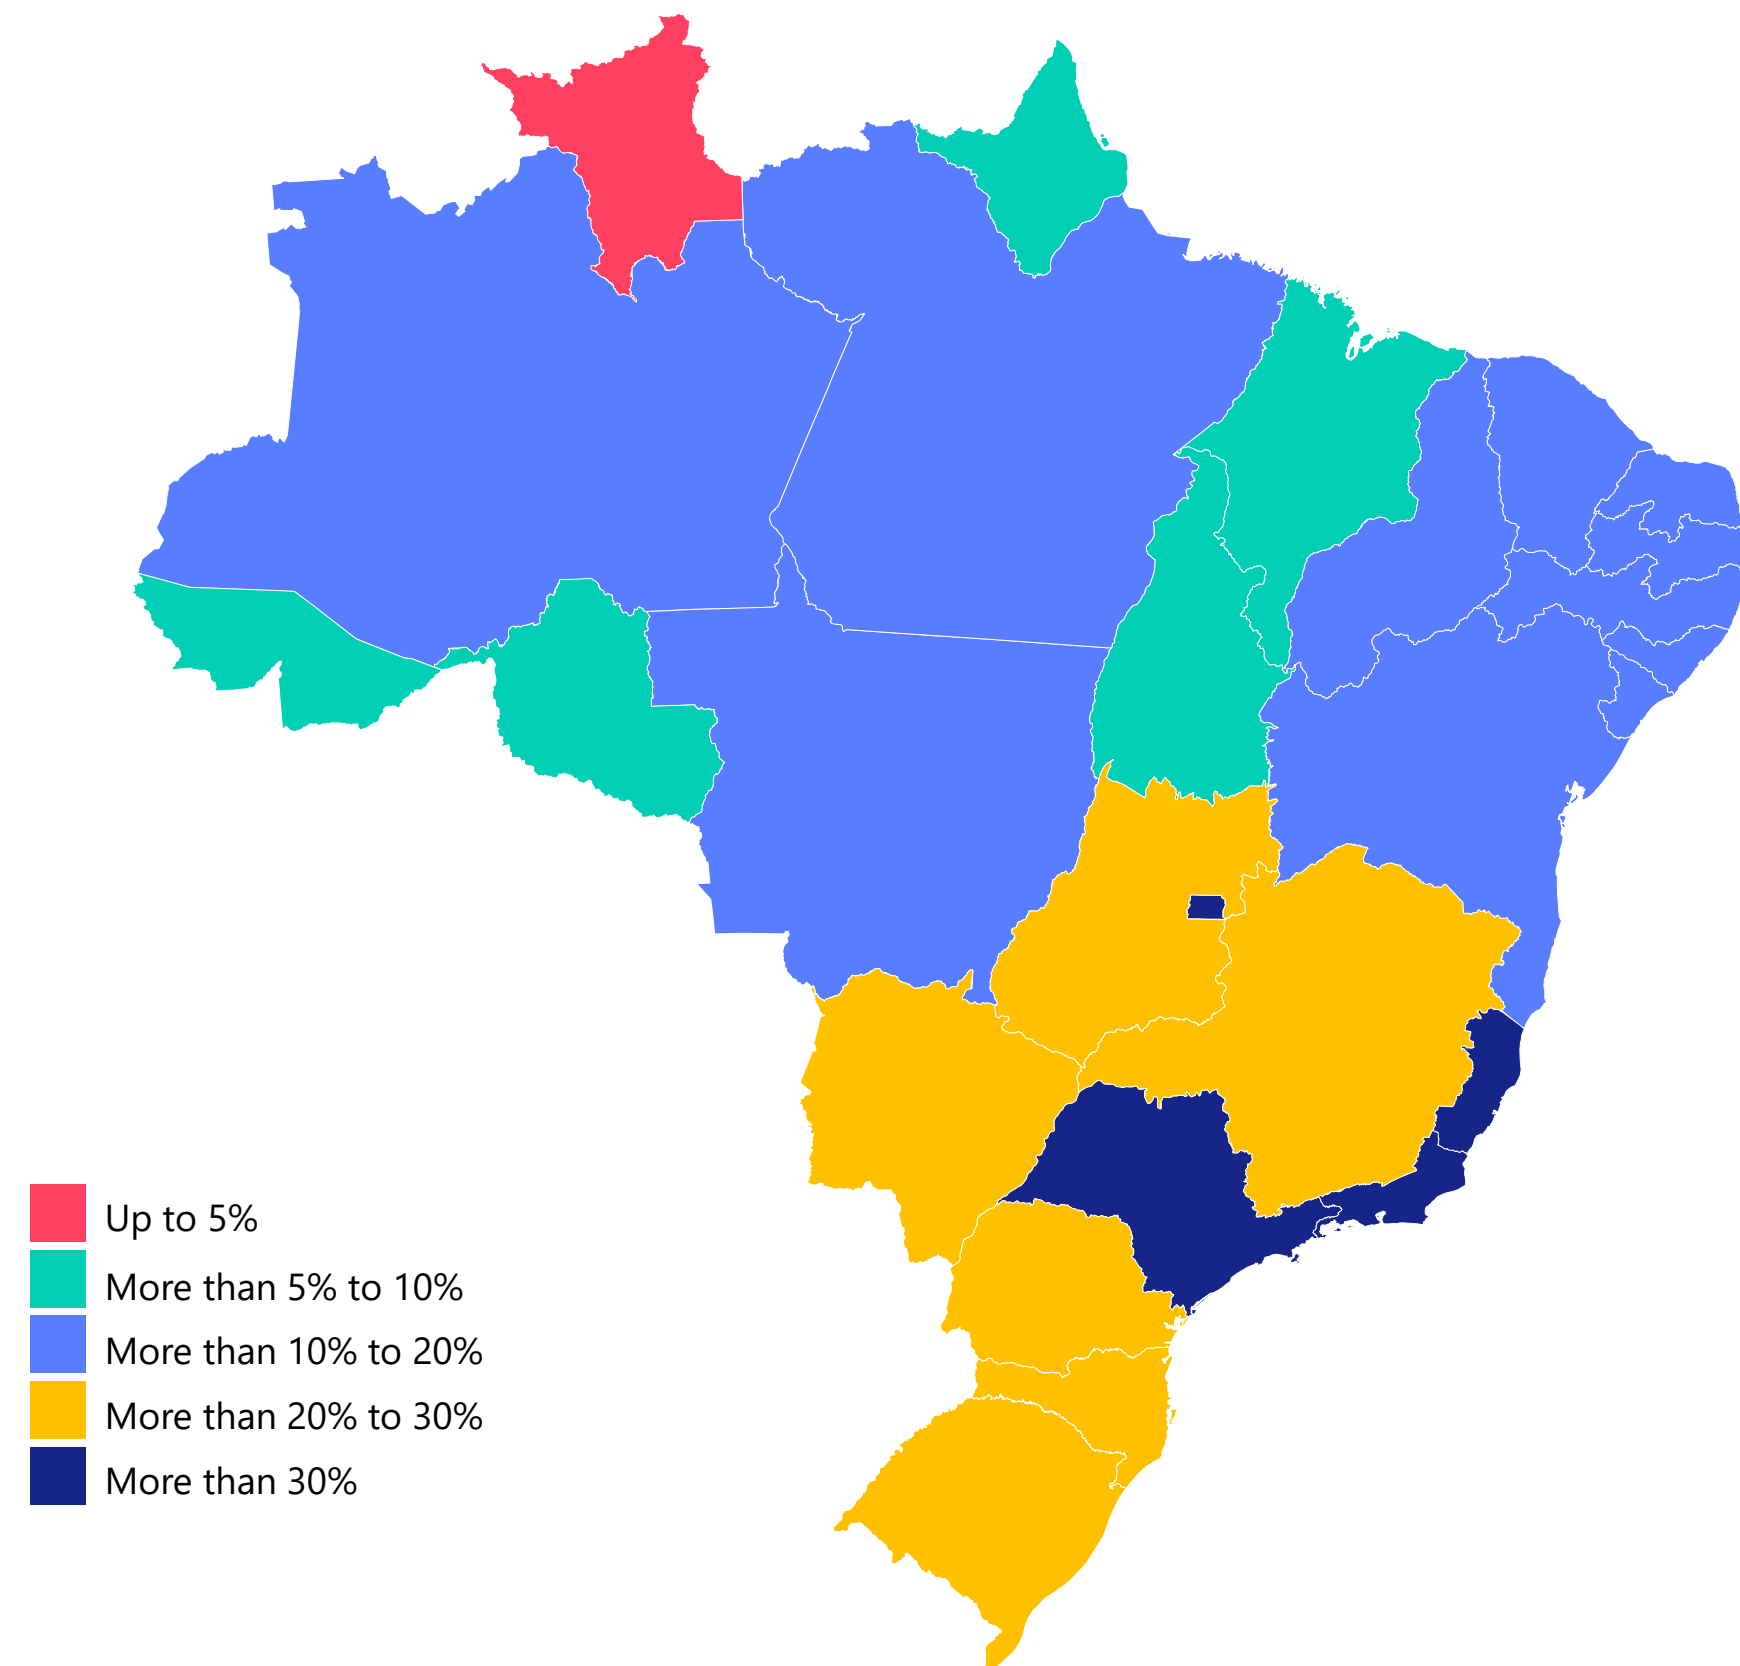 Up to 5%
More than 5% to 10%
More than 10% to 20%
More than 20% to 30%
More than 30%